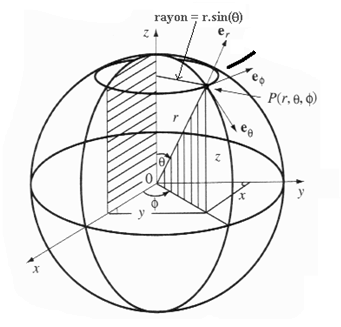 rayon = r.sin(θ)
z
e_r
e_ϕ
P(r, θ, ϕ)
r
e_θ
θ
z
0
x
y
ϕ
y
x